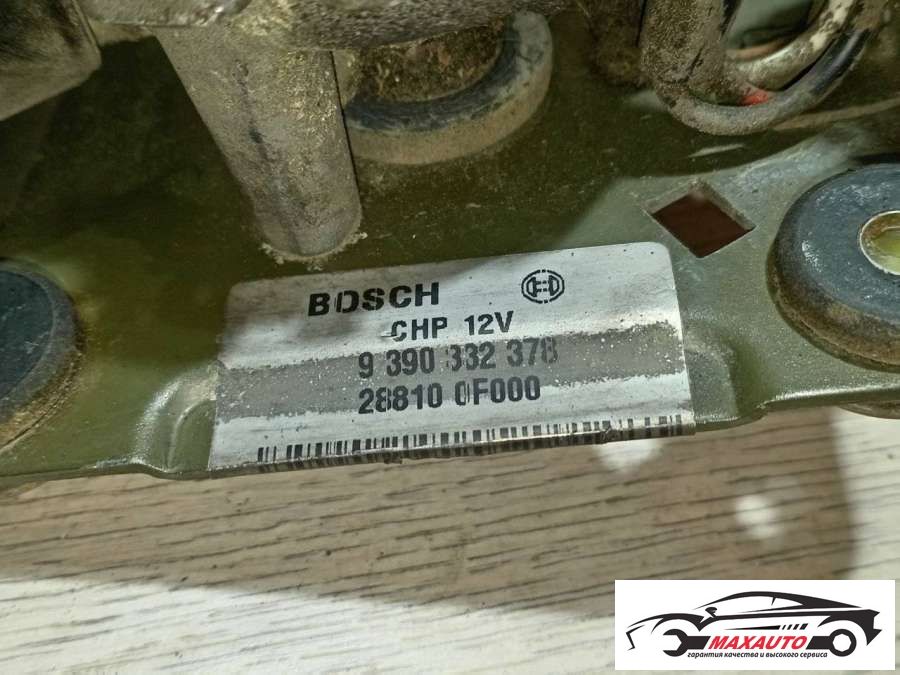 BOSCH
CHP 12V
9 390 332 378
28810 0F000
MAXAUTO
гарантия качества и высокого сервиса